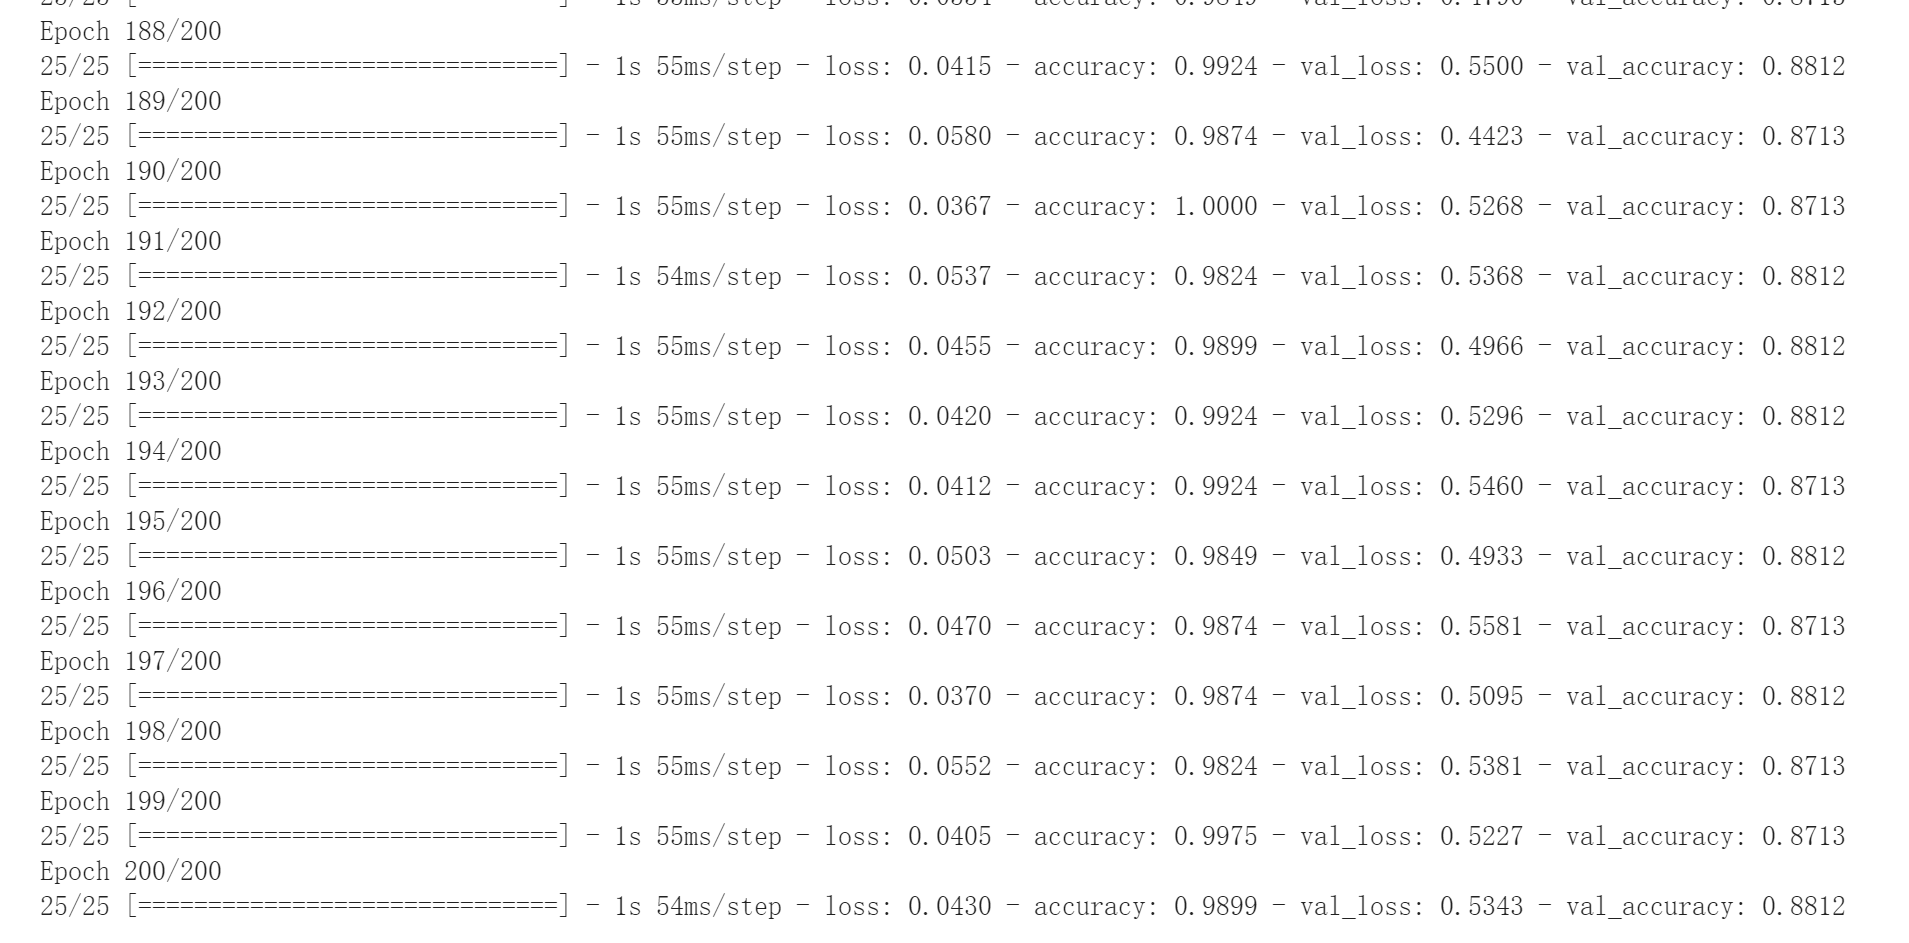 Epoch 188/200
25/25 [==============================] - 1s 55ms/step - loss: 0.0415 - accuracy: 0.9924 - val_loss: 0.5500 - val_accuracy: 0.8812
Epoch 189/200
25/25 [==============================] - 1s 55ms/step - loss: 0.0580 - accuracy: 0.9874 - val_loss: 0.4423 - val_accuracy: 0.8713
Epoch 190/200
25/25 [==============================] - 1s 55ms/step - loss: 0.0367 - accuracy: 1.0000 - val_loss: 0.5268 - val_accuracy: 0.8713
Epoch 191/200
25/25 [==============================] - 1s 54ms/step - loss: 0.0537 - accuracy: 0.9824 - val_loss: 0.5368 - val_accuracy: 0.8812
Epoch 192/200
25/25 [==============================] - 1s 55ms/step - loss: 0.0455 - accuracy: 0.9899 - val_loss: 0.4966 - val_accuracy: 0.8812
Epoch 193/200
25/25 [==============================] - 1s 55ms/step - loss: 0.0420 - accuracy: 0.9924 - val_loss: 0.5296 - val_accuracy: 0.8812
Epoch 194/200
25/25 [==============================] - 1s 55ms/step - loss: 0.0412 - accuracy: 0.9924 - val_loss: 0.5460 - val_accuracy: 0.8713
Epoch 195/200
25/25 [==============================] - 1s 55ms/step - loss: 0.0503 - accuracy: 0.9849 - val_loss: 0.4933 - val_accuracy: 0.8812
Epoch 196/200
25/25 [==============================] - 1s 55ms/step - loss: 0.0470 - accuracy: 0.9874 - val_loss: 0.5581 - val_accuracy: 0.8713
Epoch 197/200
25/25 [==============================] - 1s 55ms/step - loss: 0.0370 - accuracy: 0.9874 - val_loss: 0.5095 - val_accuracy: 0.8812
Epoch 198/200
25/25 [==============================] - 1s 55ms/step - loss: 0.0552 - accuracy: 0.9824 - val_loss: 0.5381 - val_accuracy: 0.8713
Epoch 199/200
25/25 [==============================] - 1s 55ms/step - loss: 0.0405 - accuracy: 0.9975 - val_loss: 0.5227 - val_accuracy: 0.8713
Epoch 200/200
25/25 [==============================] - 1s 54ms/step - loss: 0.0430 - accuracy: 0.9899 - val_loss: 0.5343 - val_accuracy: 0.8812